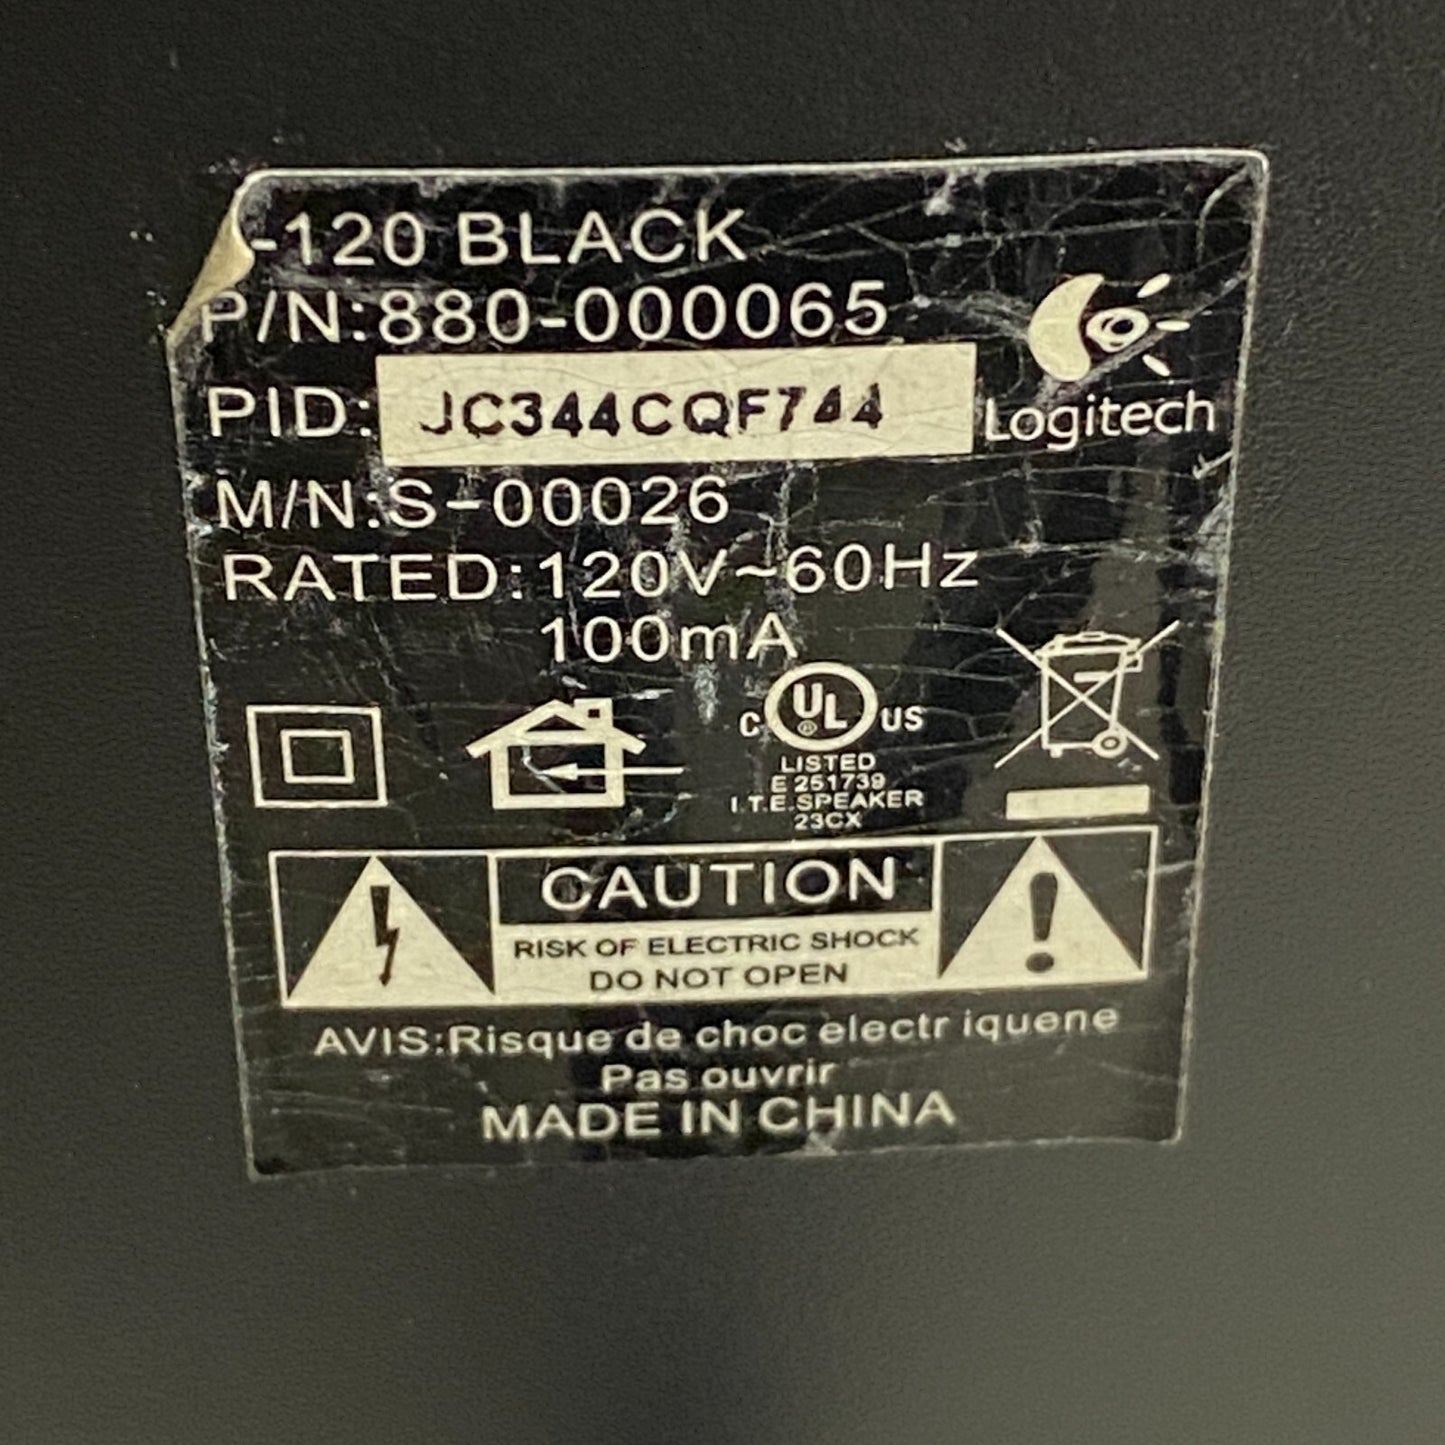 -120 BLACK
P/N:880-000065
PID: JC344CQF744
Logitech
M/N:S-00026
RATED:120V~60Hz
100mA
C UL ® US
LISTED
E 251739
I.T.E.SPEAKER
23CX
CAUTION
RISK OF ELECTRIC SHOCK
DO NOT OPEN
AVIS:Risque de choc electr iquene
Pas ouvrir
MADE IN CHINA